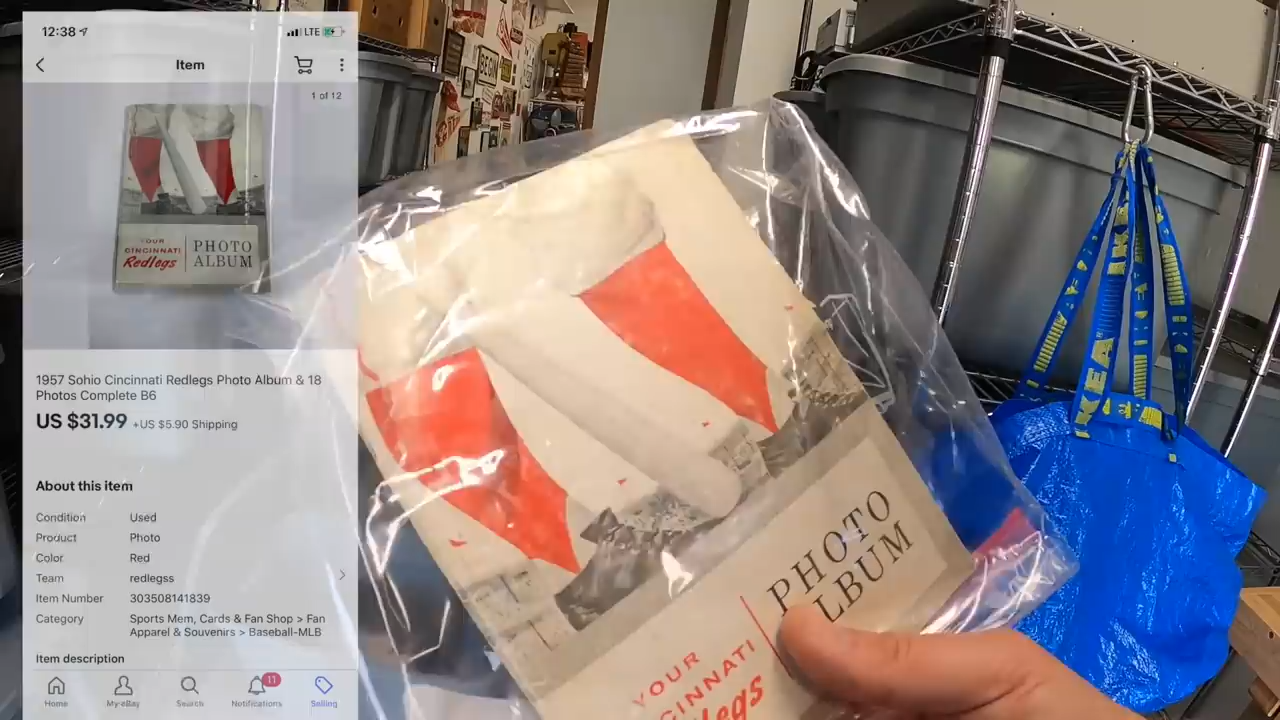 12:38
LTE
Item
1 of 12
YOUR
CINCINNATI
Redlegs
PHOTO
ALBUM
1957 Sohio Cincinnati Redlegs Photo Album & 18
Photos Complete B6
US $31.99 +US $5.90 Shipping
About this item
Condition Used
Product Photo
Color Red
Team redlegss
Item Number 303508141839
Category Sports Mem, Cards & Fan Shop > Fan
Apparel & Souvenirs > Baseball-MLB
Item description
Home
My eBay
Search
11
Notifications
Selling
PHOTO
LBUM
YOUR
CINNATI
legs
IKEA
BEGIN